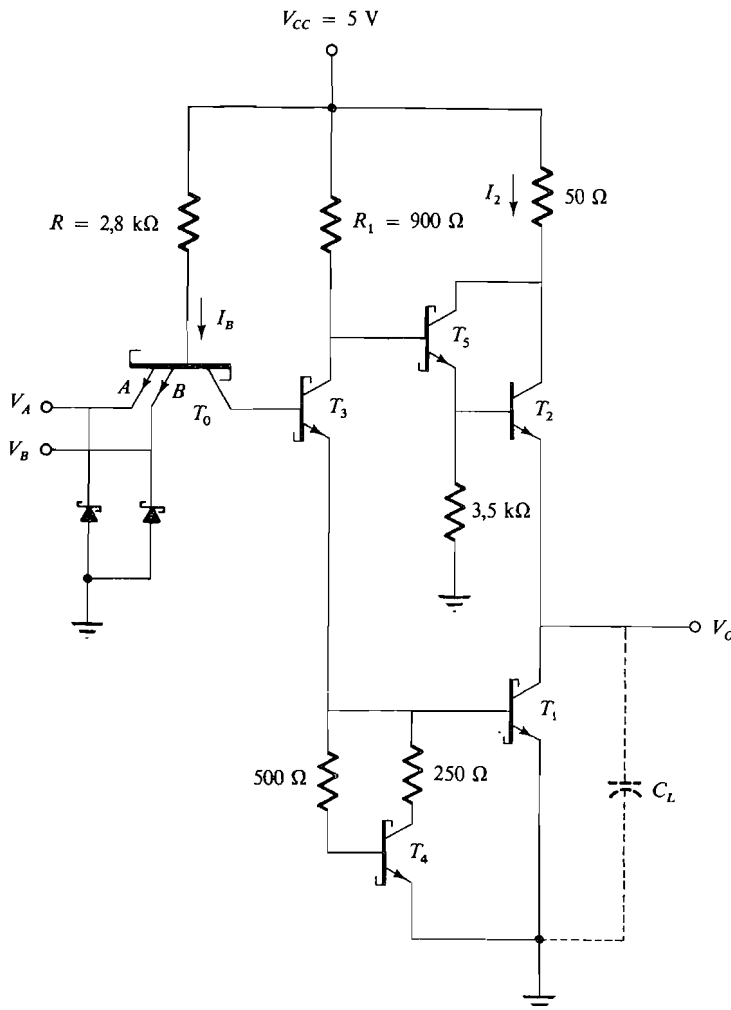 V_CC = 5 V
R = 2,8 kΩ
R_1 = 900 Ω
I_2
50 Ω
I_B
T_5
A
B
V_A
T_0
T_3
T_2
V_B
3,5 kΩ
V_O
T_1
500 Ω
250 Ω
C_L
T_4